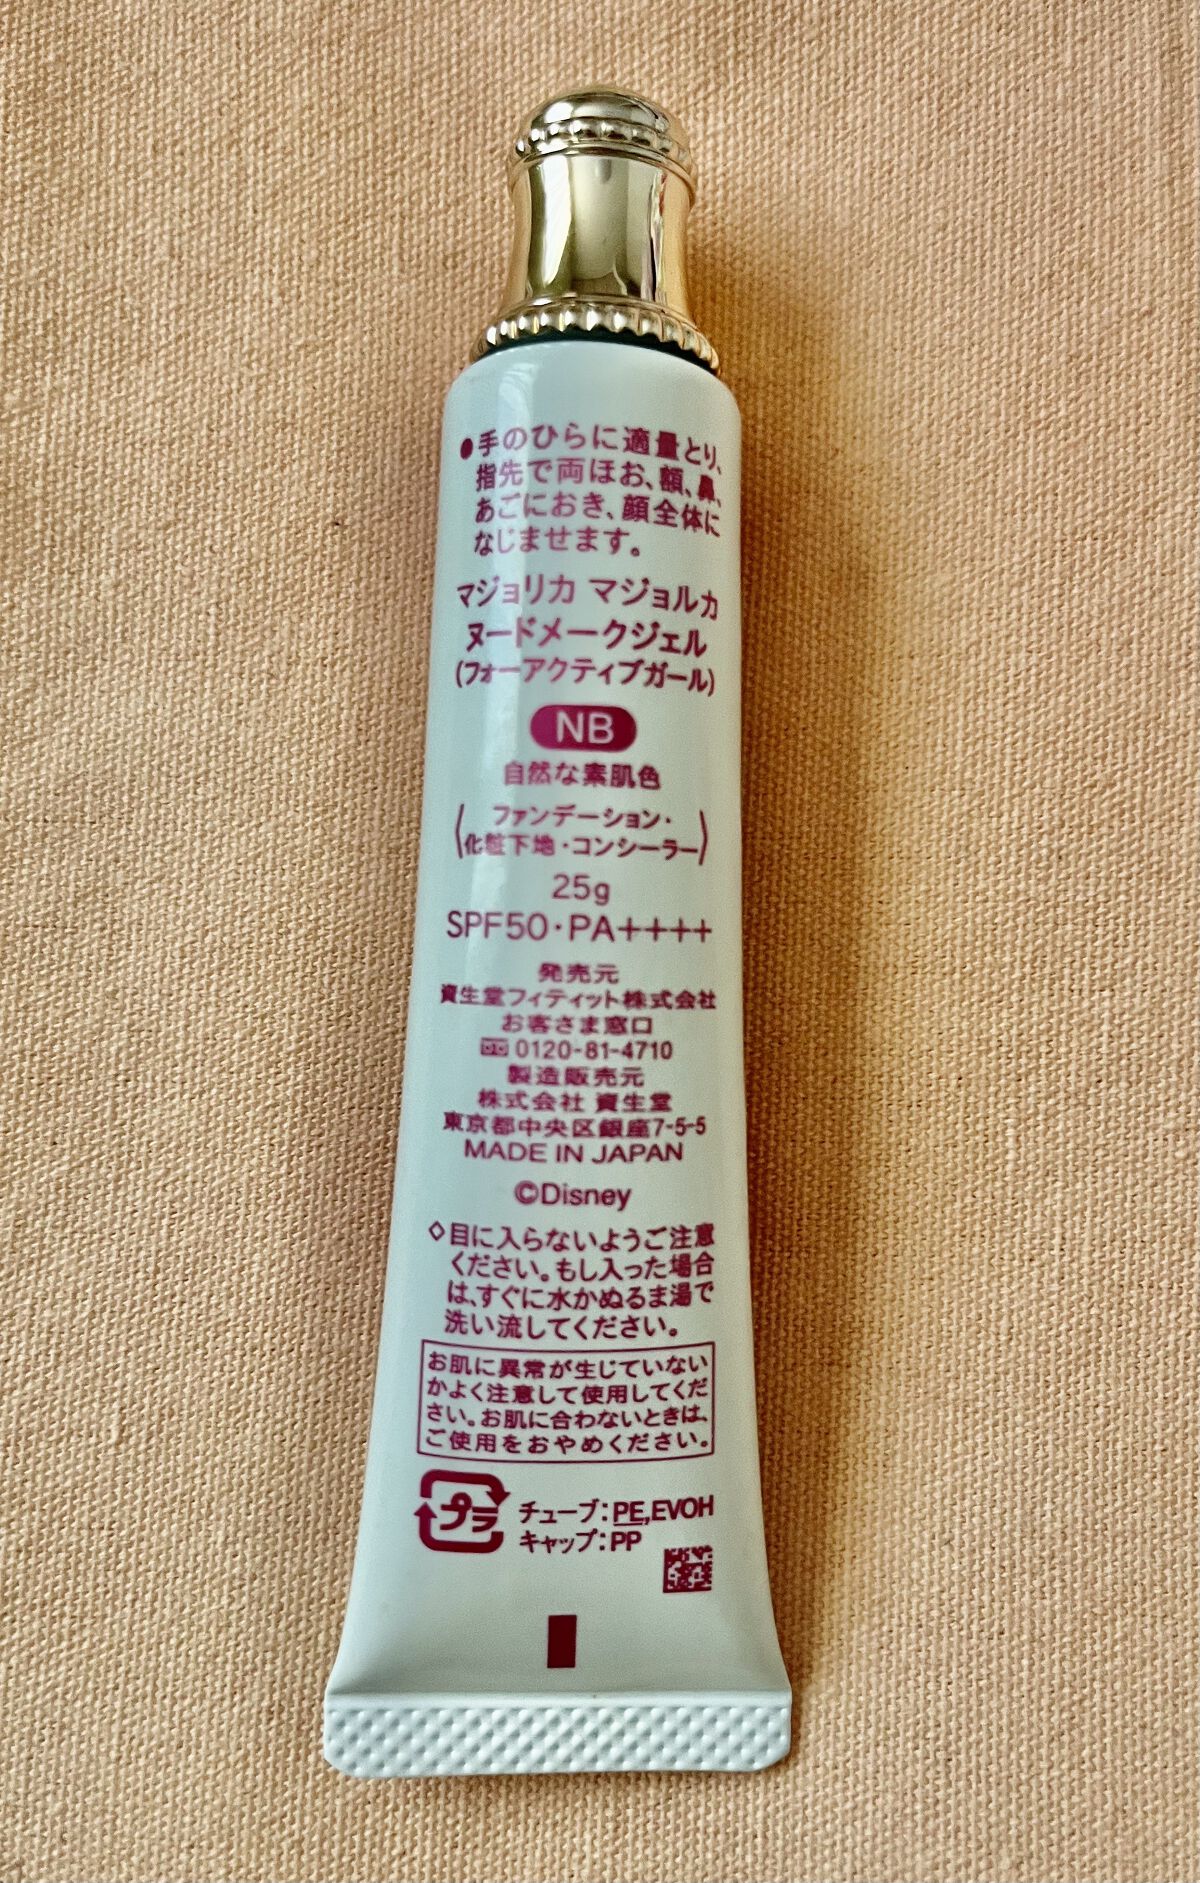 ●手のひらに適量とり、
指先で両ほお、額、鼻、
あごにおき、顔全体に
なじませます。
マジョリカ マジョルカ
ヌードメークジェル
(フォーアクティブガール)
NB
自然な素肌色
〈ファンデーション・
化粧下地・コンシーラー〉
25g
SPF50・PA++++
発売元
資生堂フィティット株式会社
お客さま窓口
0120-81-4710
製造販売元
株式会社 資生堂
東京都中央区銀座7-5-5
MADE IN JAPAN
©Disney
◇目に入らないようご注意
ください。もし入った場合
は、すぐに水かぬるま湯で
洗い流してください。
お肌に異常が生じていない
かよく注意して使用してくだ
さい。お肌に合わないときは、
ご使用をおやめください。
プラ
チューブ:PE,EVOH
キャップ:PP